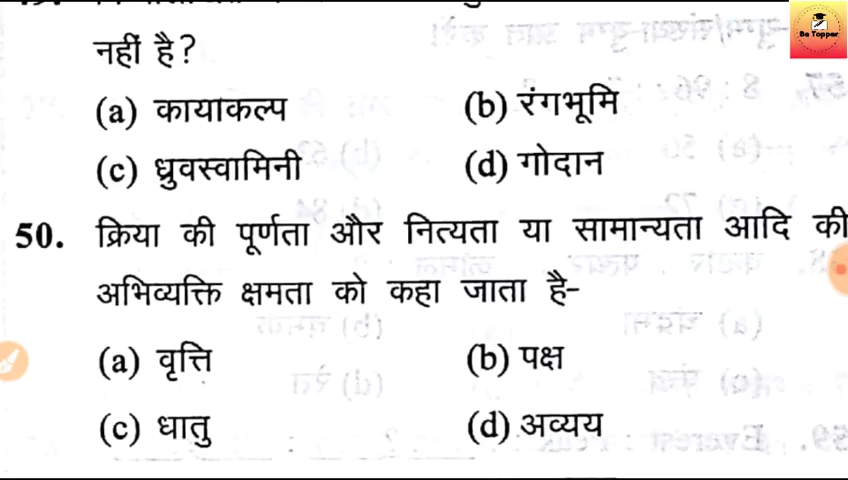 Be Topper
नहीं है?
(a) कायाकल्प (b) रंगभूमि
(c) ध्रुवस्वामिनी (d) गोदान
50. क्रिया की पूर्णता और नित्यता या सामान्यता आदि की
अभिव्यक्ति क्षमता को कहा जाता है-
(a) वृत्ति (b) पक्ष
(c) धातु (d) अव्यय